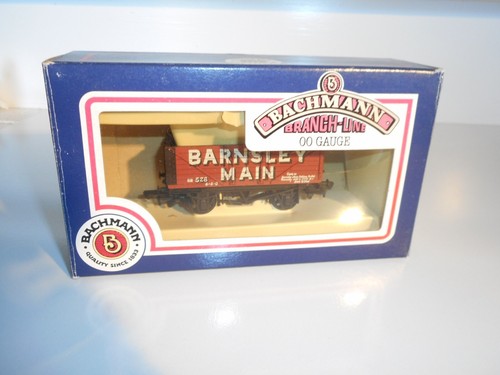 BACHMANN
BRANCH-LINE
OO GAUGE
BARNSLEY
MAIN
BACHMANN
QUALITY SINCE 1833